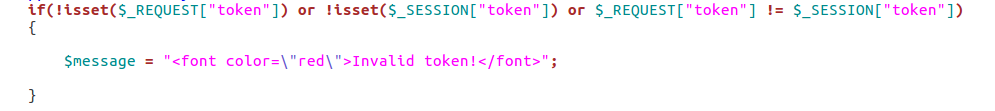 if(!isset($_REQUEST["token"]) or !isset($_SESSION["token"]) or $_REQUEST["token"] != $_SESSION["token"])
{
$message = "<font color=\"red\">Invalid token!</font>";
}